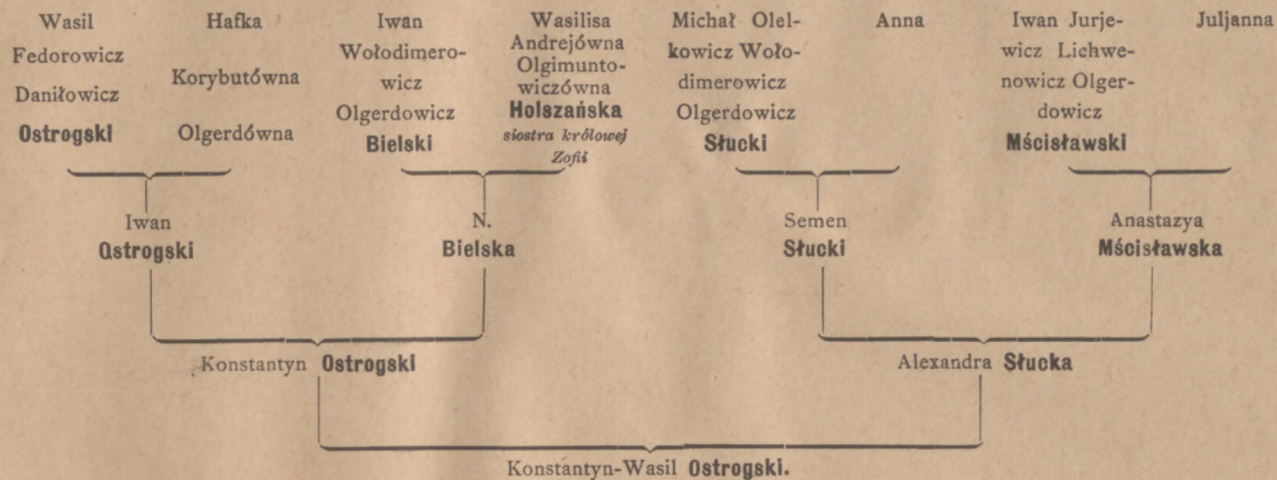 Wasil
Fedorowicz
Daniłowicz
Ostrogski
Hafka
Korybutówna
Olgerdówna
Iwan
Wołodimero-
wicz
Olgerdowicz
Bielski
Wasilisa
Andrejówna
Olgimunto-
wiczówna
Holszańska
siostra królowej
Zofii
Michał Olel-
kowicz Woło-
dimerowicz
Olgerdowicz
Słucki
Anna
Iwan Jurje-
wicz Lichwe-
nowicz Olger-
dowicz
Mścisławski
Juljanna
Iwan
Ostrogski
N.
Bielska
Semen
Słucki
Anastazya
Mścisławska
Konstantyn Ostrogski
Alexandra Słucka
Konstantyn-Wasil Ostrogski.